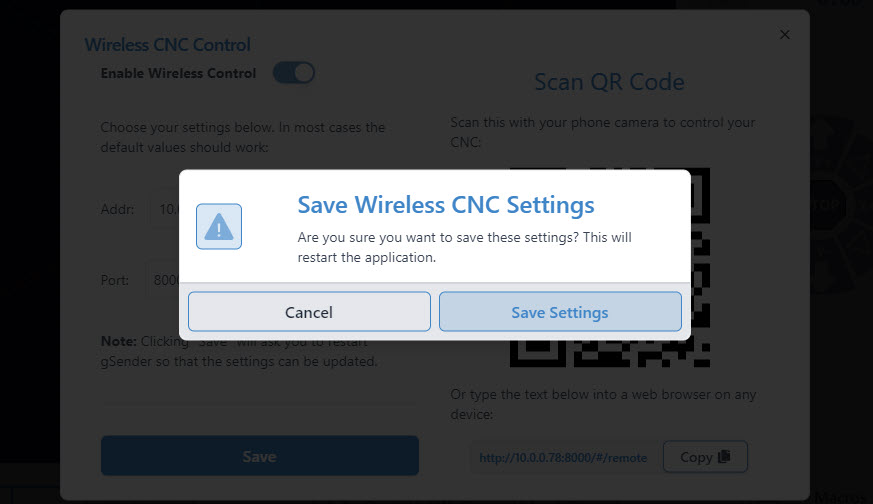 Wireless CNC Control
Enable Wireless Control
Choose your settings below. In most cases the
default values should work:
Addr:
10.0
Port:
8000
Note: Clicking "Save" will ask you to restart
gSender so that the settings can be updated.
Save
Scan QR Code
Scan this with your phone camera to control your
CNC:
STOP
Save Wireless CNC Settings
Are you sure you want to save these settings? This will
restart the application.
Cancel
Save Settings
Or type the text below into a web browser on any
device:
http://10.0.0.78:8000/#/remote
Copy
Macros